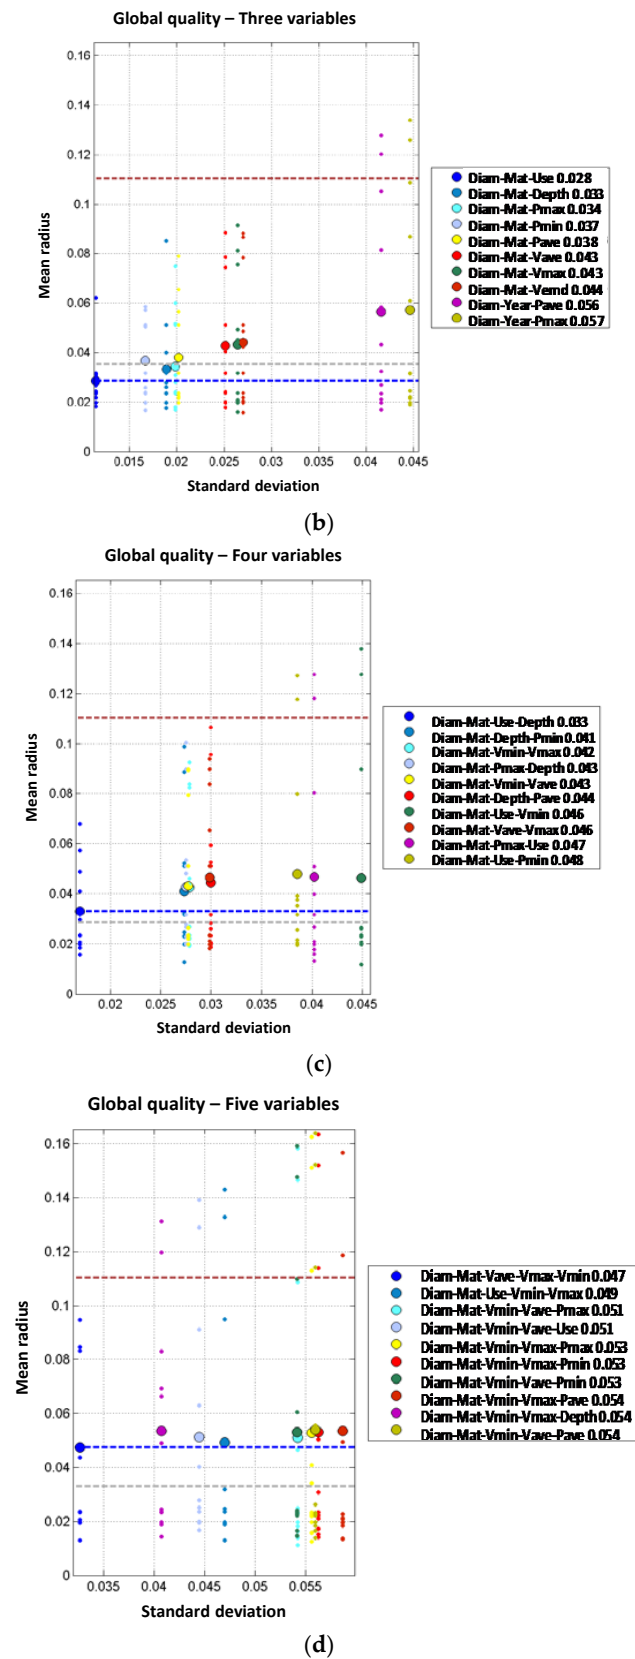 Global quality – Three variables
0.16
0.14
0.12
0.1
0.08
0.06
0.04
0.02
0
Mean radius
0.015 0.02 0.025 0.03 0.035 0.04 0.045
Standard deviation
Diam-Mat-Use 0.028
Diam-Mat-Depth 0.033
Diam-Mat-Pmax 0.034
Diam-Mat-Pmin 0.037
Diam-Mat-Pave 0.038
Diam-Mat-Vave 0.043
Diam-Mat-Vmax 0.043
Diam-Mat-Vemd 0.044
Diam-Year-Pave 0.056
Diam-Year-Pmax 0.057
(b)
Global quality – Four variables
0.16
0.14
0.12
0.1
0.08
0.06
0.04
0.02
0
Mean radius
0.02 0.025 0.03 0.035 0.04 0.045
Standard deviation
Diam-Mat-Use-Depth 0.033
Diam-Mat-Depth-Pmin 0.041
Diam-Mat-Vmin-Vmax 0.042
Diam-Mat-Pmax-Depth 0.043
Diam-Mat-Vmin-Vave 0.043
Diam-Mat-Depth-Pave 0.044
Diam-Mat-Use-Vmin 0.046
Diam-Mat-Vave-Vmax 0.046
Diam-Mat-Pmax-Use 0.047
Diam-Mat-Use-Pmin 0.048
(c)
Global quality – Five variables
0.16
0.14
0.12
0.1
0.08
0.06
0.04
0.02
0
Mean radius
0.035 0.04 0.045 0.05 0.055
Standard deviation
Diam-Mat-Vave-Vmax-Vmin 0.047
Diam-Mat-Use-Vmin-Vmax 0.049
Diam-Mat-Vmin-Vave-Pmax 0.051
Diam-Mat-Vmin-Vave-Use 0.051
Diam-Mat-Vmin-Vmax-Pmax 0.053
Diam-Mat-Vmin-Vmax-Pmin 0.053
Diam-Mat-Vmin-Vave-Pmin 0.053
Diam-Mat-Vmin-Vmax-Pave 0.054
Diam-Mat-Vmin-Vmax-Depth 0.054
Diam-Mat-Vmin-Vave-Pave 0.054
(d)